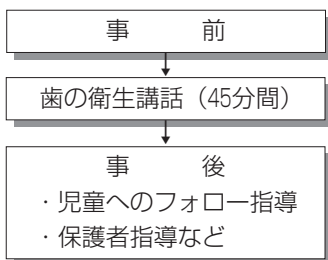 事　前
歯の衛生講話（45分間）
事　後
・児童へのフォロー指導
・保護者指導など